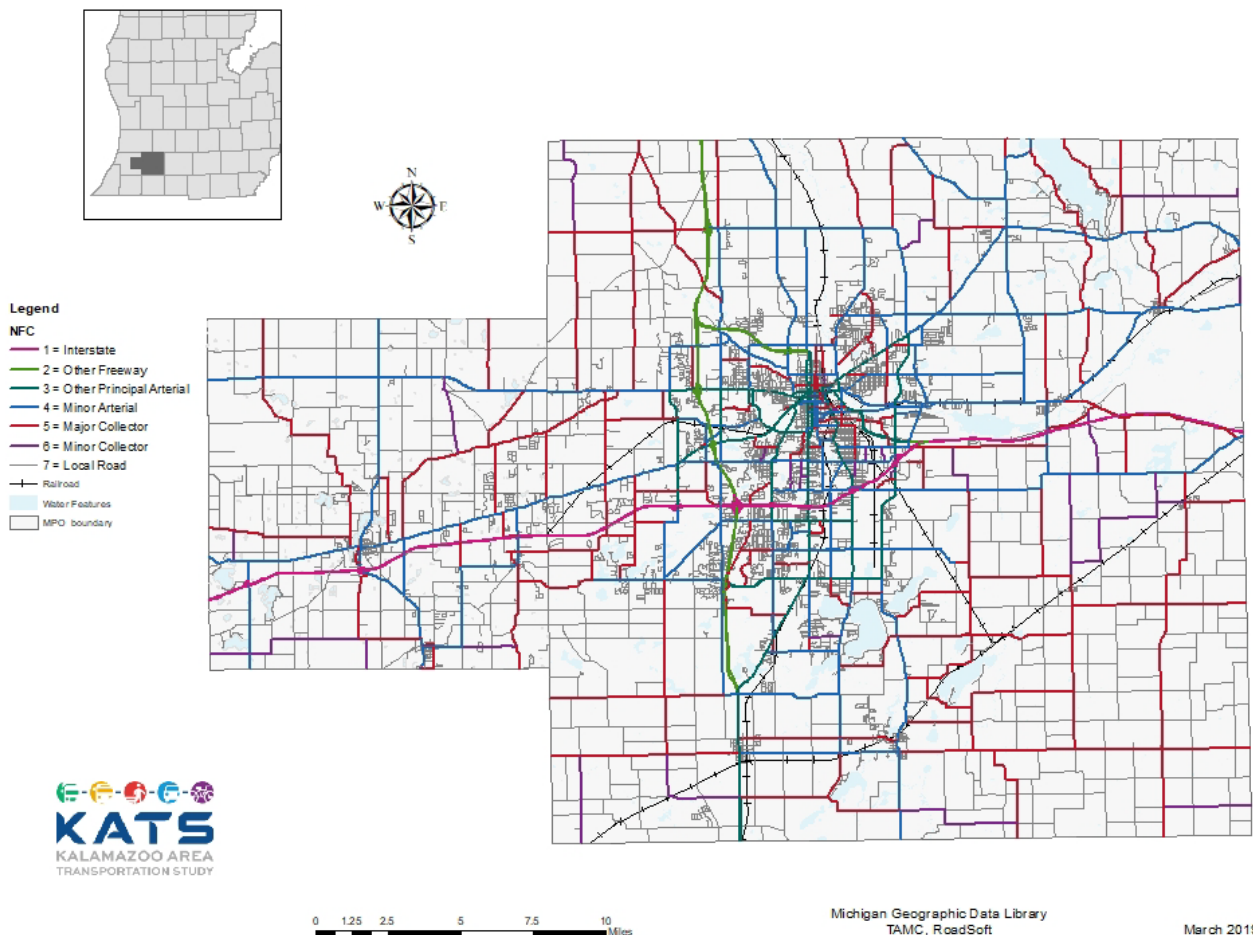 N
W
E
S
Legend
NFC
1 = Interstate
2 = Other Freeway
3 = Other Principal Arterial
4 = Minor Arterial
5 = Major Collector
6 = Minor Collector
7 = Local Road
Railroad
Water Features
MPO boundary
KATS
KALAMAZOO AREA
TRANSPORTATION STUDY
0 1.25 2.5 5 7.5 10
Miles
Michigan Geographic Data Library
TAMC, RoadSoft
March